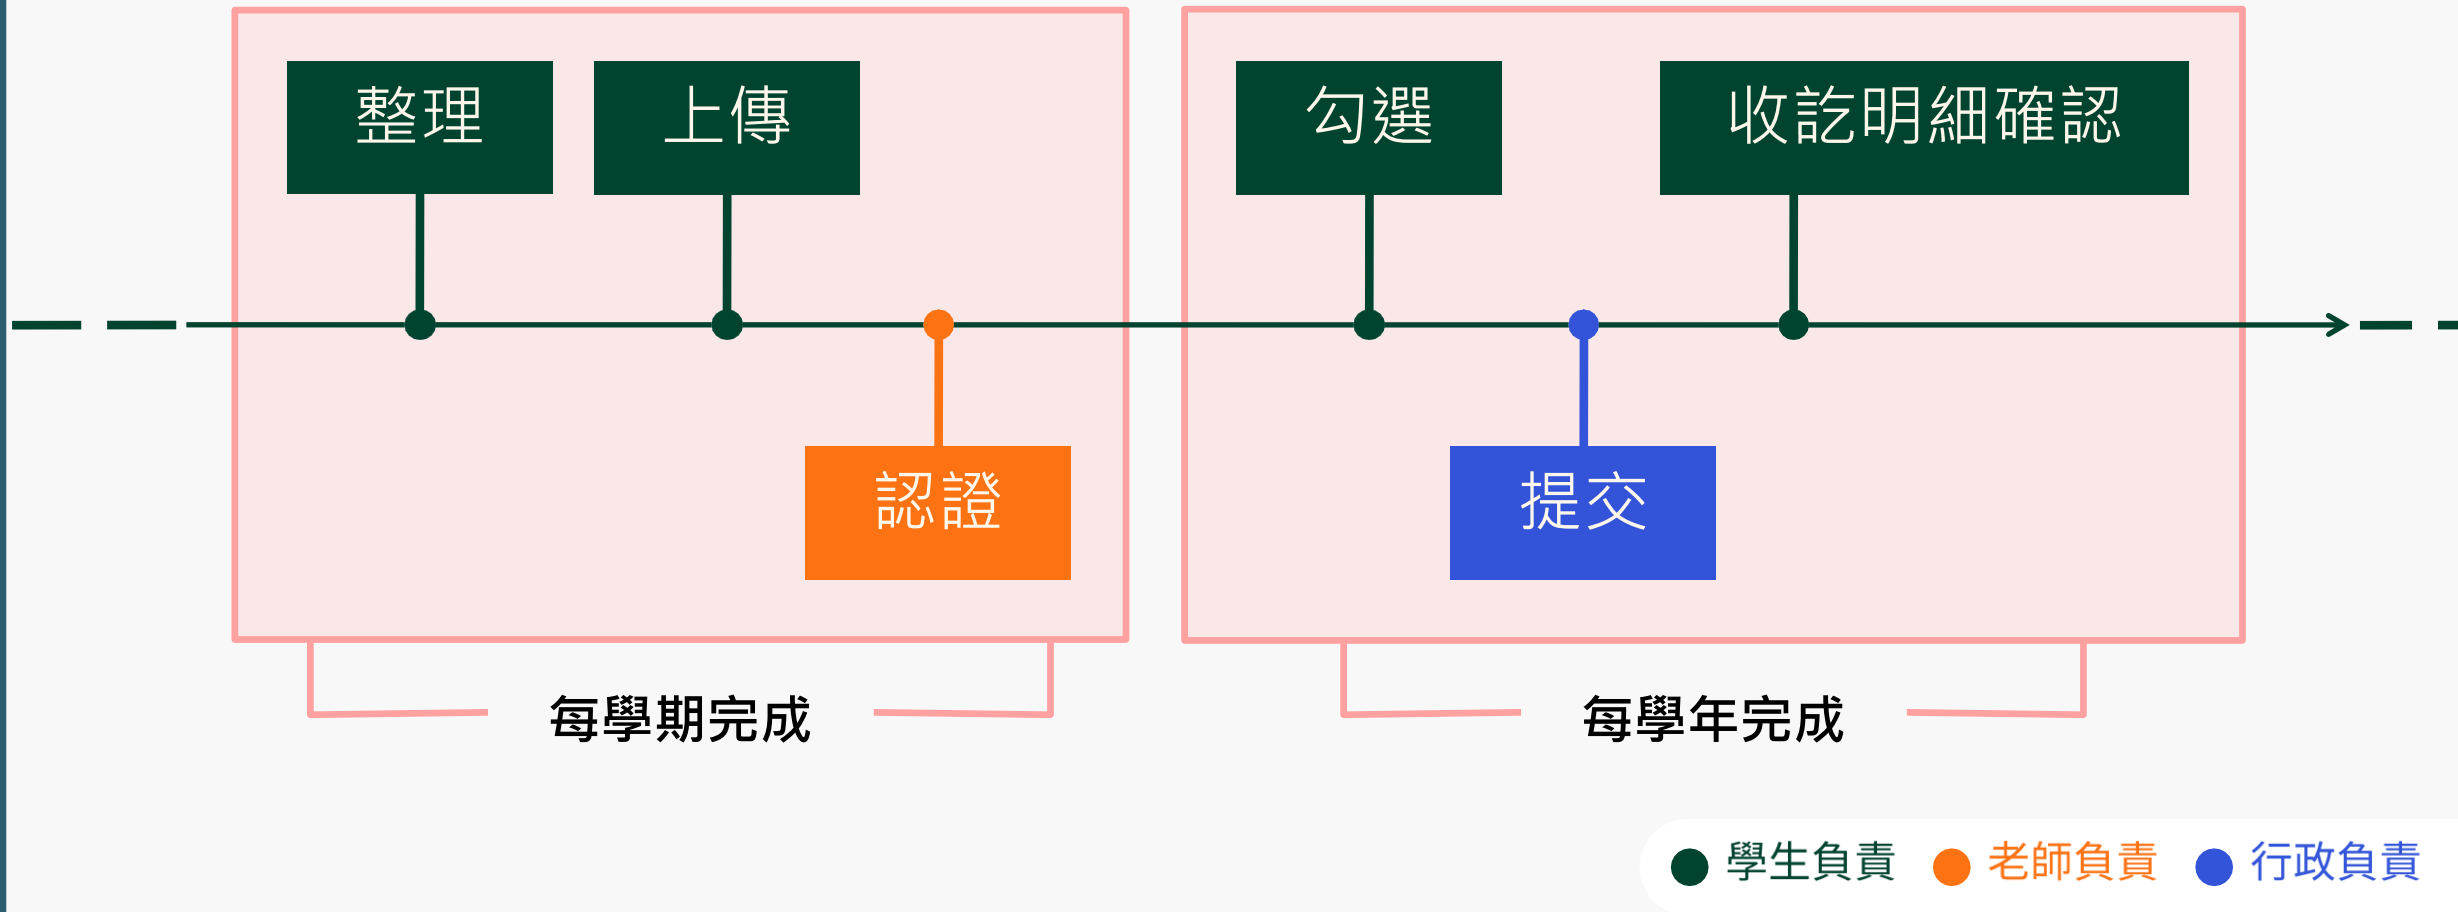 整理
上傳
勾選
收訖明細確認
認證
提交
每學期完成
每學年完成
學生負責
老師負責
行政負責